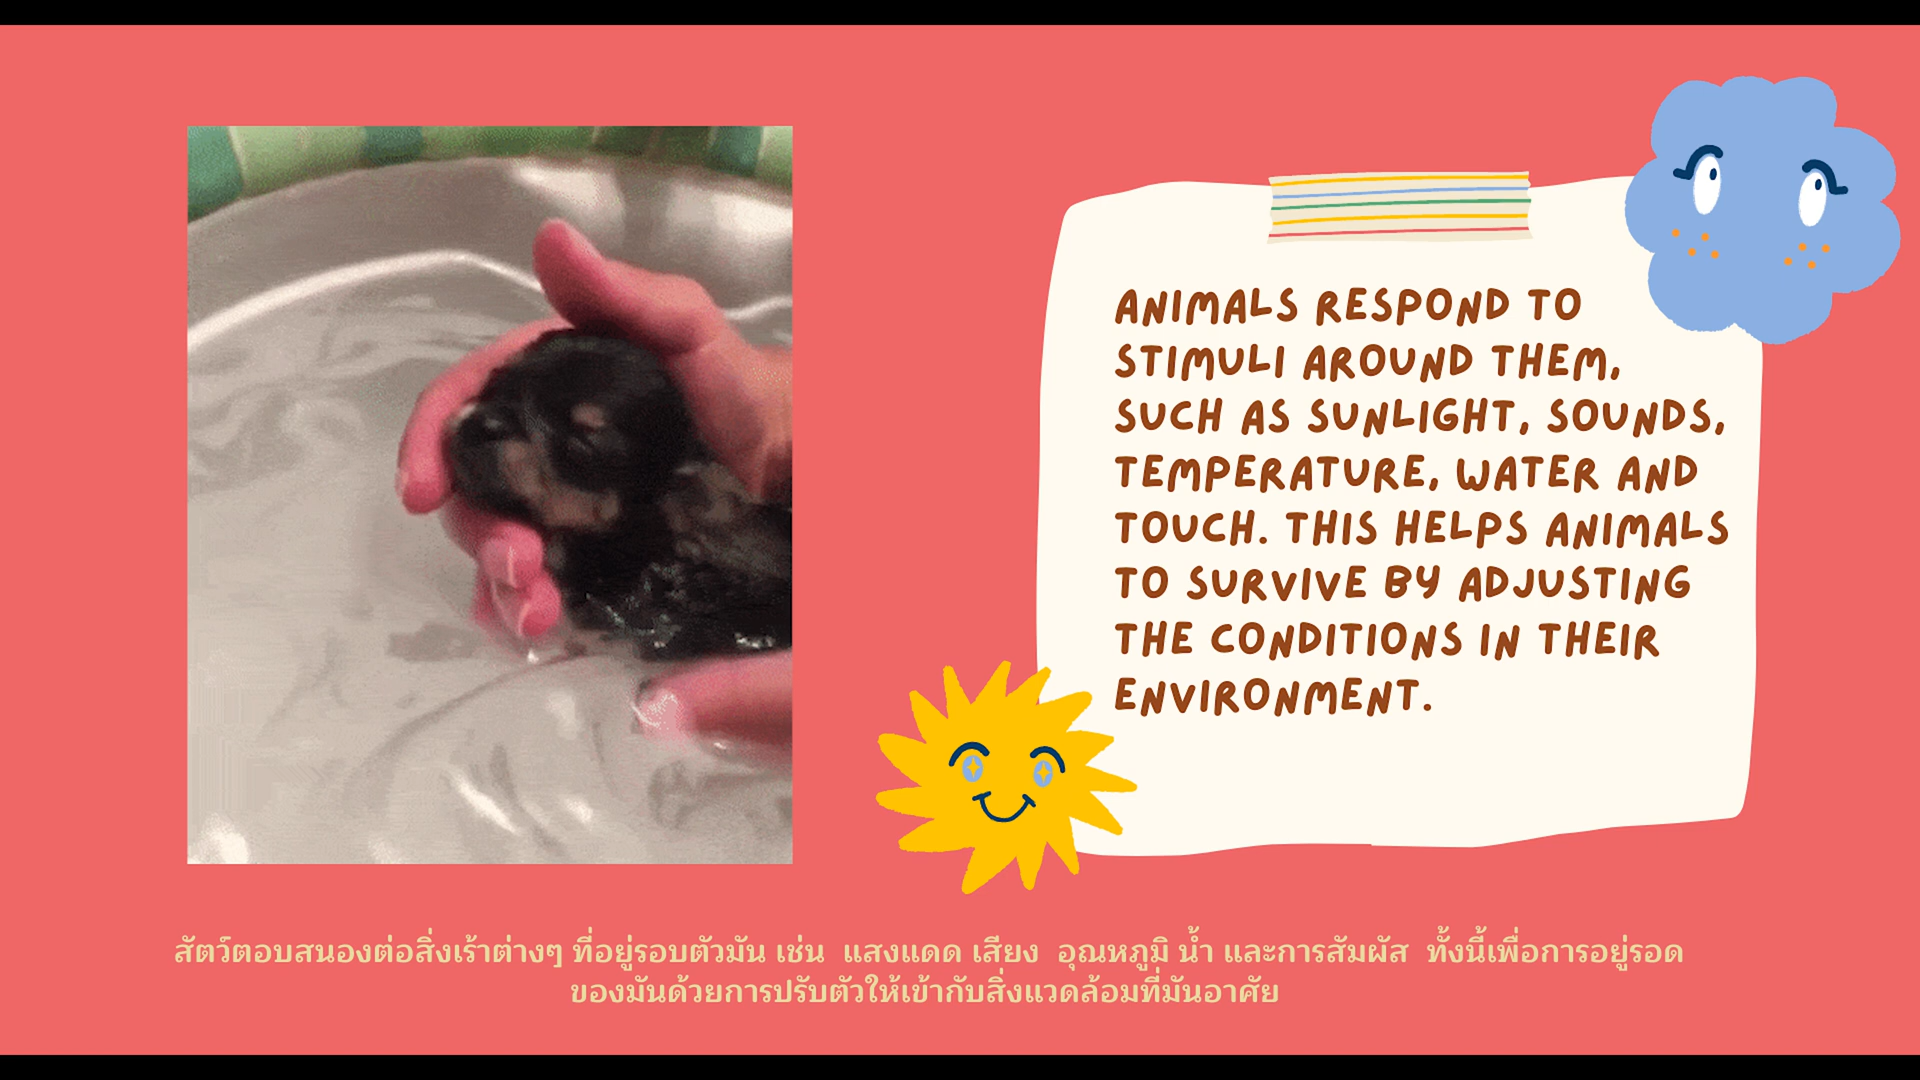 ANIMALS RESPOND TO
STIMULI AROUND THEM,
SUCH AS SUNLIGHT, SOUNDS,
TEMPERATURE, WATER AND
TOUCH. THIS HELPS ANIMALS
TO SURVIVE BY ADJUSTING
THE CONDITIONS IN THEIR
ENVIRONMENT.
สัตว์ตอบสนองต่อสิ่งเร้าต่างๆ ที่อยู่รอบตัวมัน เช่น แสงแดด เสียง อุณหภูมิ น้ำ และการสัมผัส ทั้งนี้เพื่อการอยู่รอด
ของมันด้วยการปรับตัวให้เข้ากับสิ่งแวดล้อมที่มันอาศัย